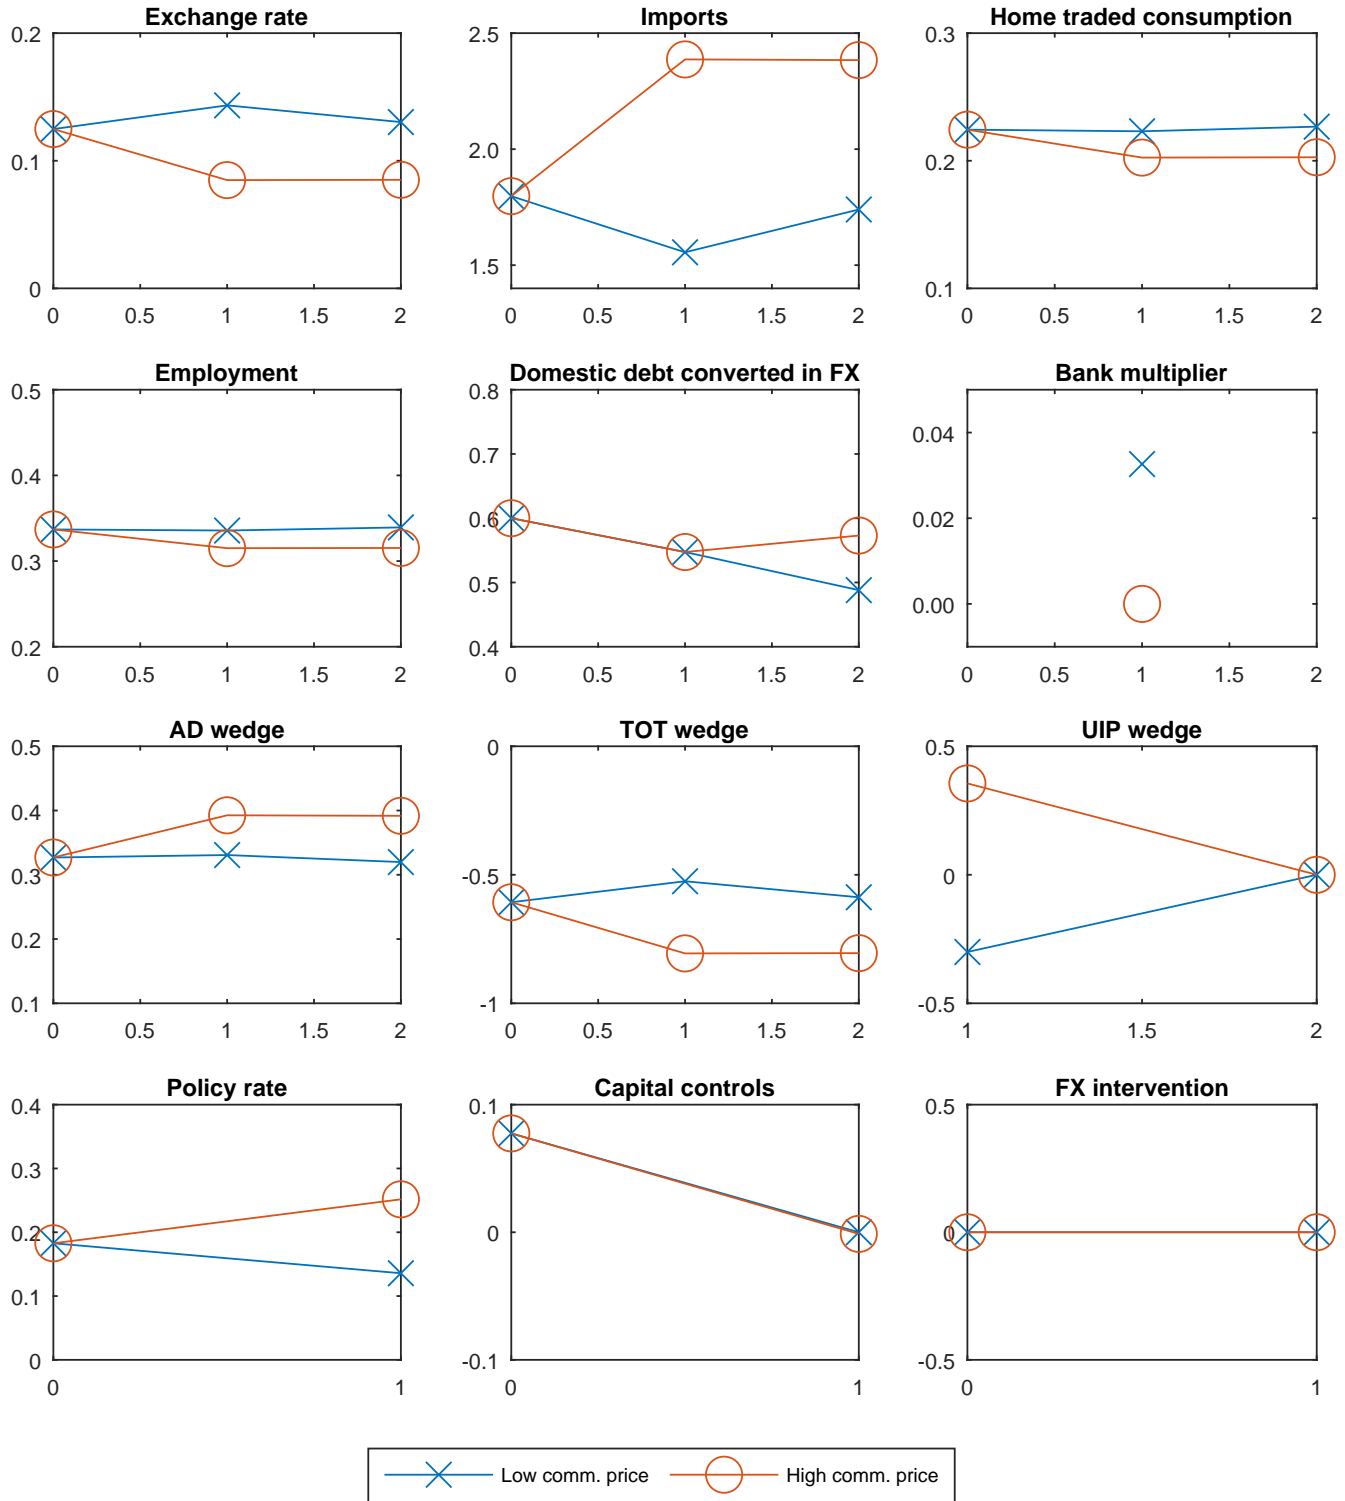 Exchange rate
0.2
0.1
0
0 0.5 1 1.5 2
Imports
2.5
2.0
1.5
0 0.5 1 1.5 2
Home traded consumption
0.3
0.2
0.1
0 0.5 1 1.5 2
Employment
0.5
0.4
0.3
0.2
0 0.5 1 1.5 2
Domestic debt converted in FX
0.8
0.7
0.6
0.5
0.4
0 0.5 1 1.5 2
Bank multiplier
0.04
0.02
0.00
0 0.5 1 1.5 2
AD wedge
0.5
0.4
0.3
0.2
0.1
0 0.5 1 1.5 2
TOT wedge
0
-0.5
-1
0 0.5 1 1.5 2
UIP wedge
0.5
0
-0.5
1 1.5 2
Policy rate
0.4
0.3
0.2
0.1
0
0 1
Capital controls
0.1
0
-0.1
0 1
FX intervention
0.5
0
-0.5
0 1
Low comm. price High comm. price